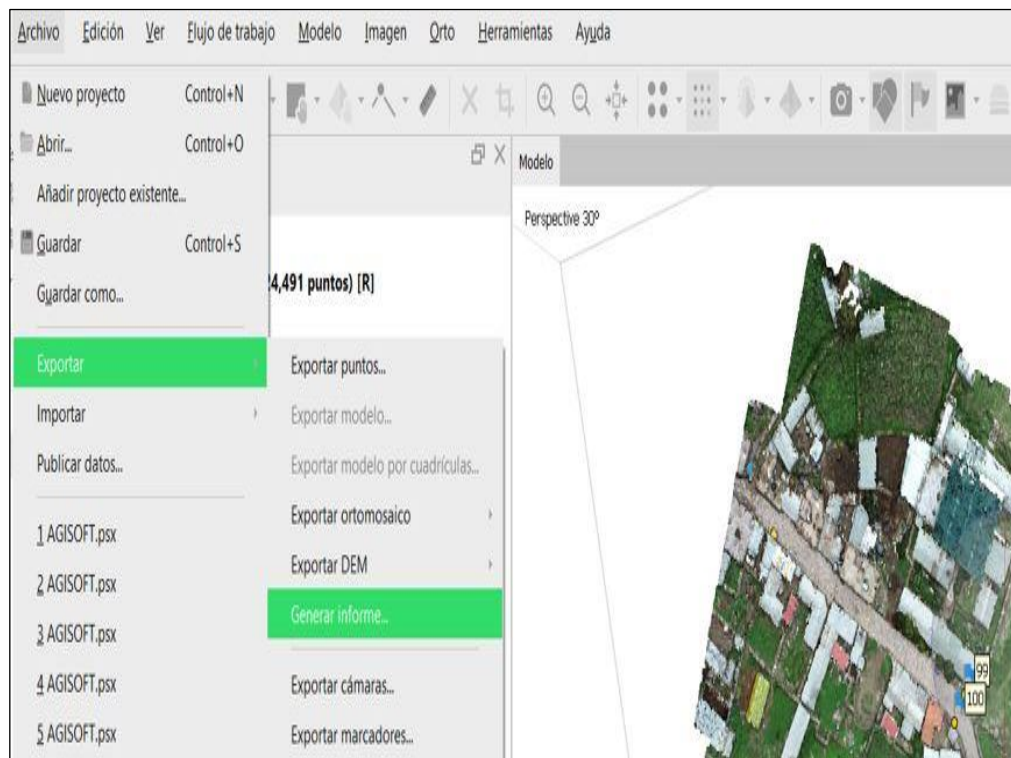 Archivo Edición Ver Flujo de trabajo Modelo Imagen Orto Herramientas Ayuda
Nuevo proyecto Control+N
Abrir... Control+O
Añadir proyecto existente...
Guardar Control+S
Guardar como...
Exportar
Importar
Publicar datos...
1 AGISOFT.psx
2 AGISOFT.psx
3 AGISOFT.psx
4 AGISOFT.psx
5 AGISOFT.psx
4,491 puntos) [R]
Exportar puntos...
Exportar modelo...
Exportar modelo por cuadrículas...
Exportar ortomosaico
Exportar DEM
Generar informe...
Exportar cámaras...
Exportar marcadores...
Modelo
Perspective 30°
99
100